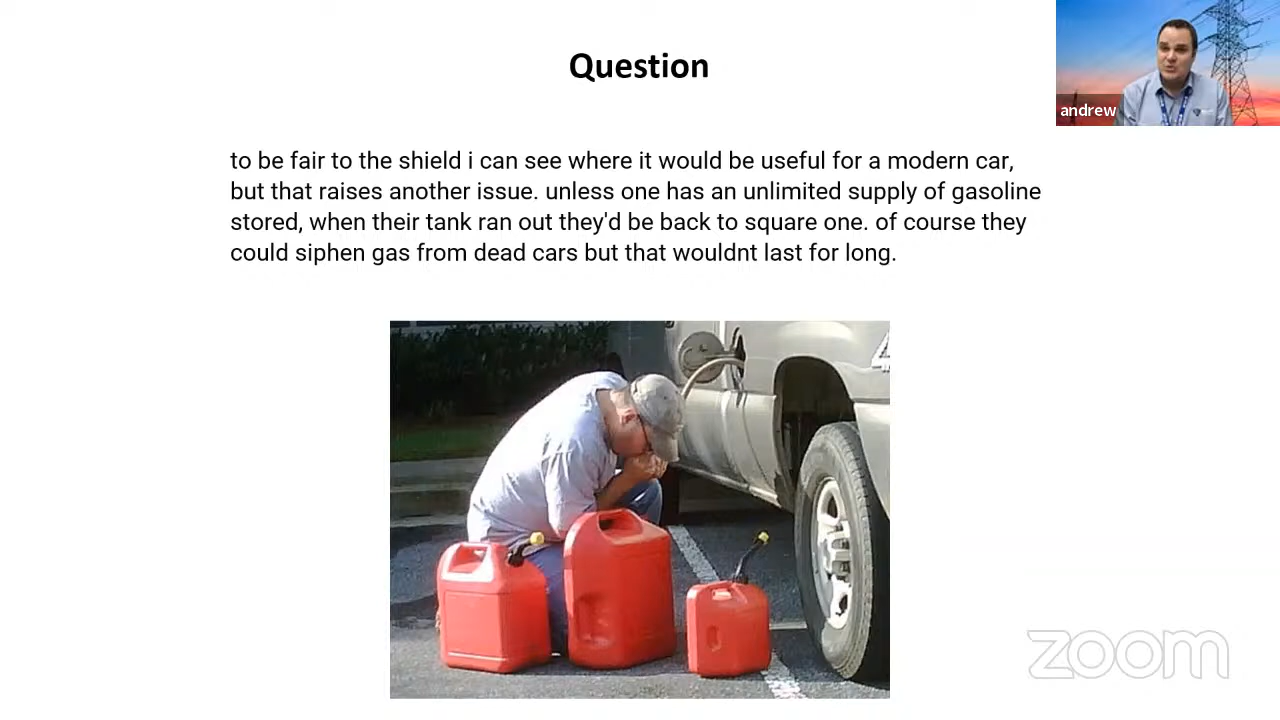 Question
andrew
to be fair to the shield i can see where it would be useful for a modern car,
but that raises another issue. unless one has an unlimited supply of gasoline
stored, when their tank ran out they'd be back to square one. of course they
could siphen gas from dead cars but that wouldnt last for long.
zoom